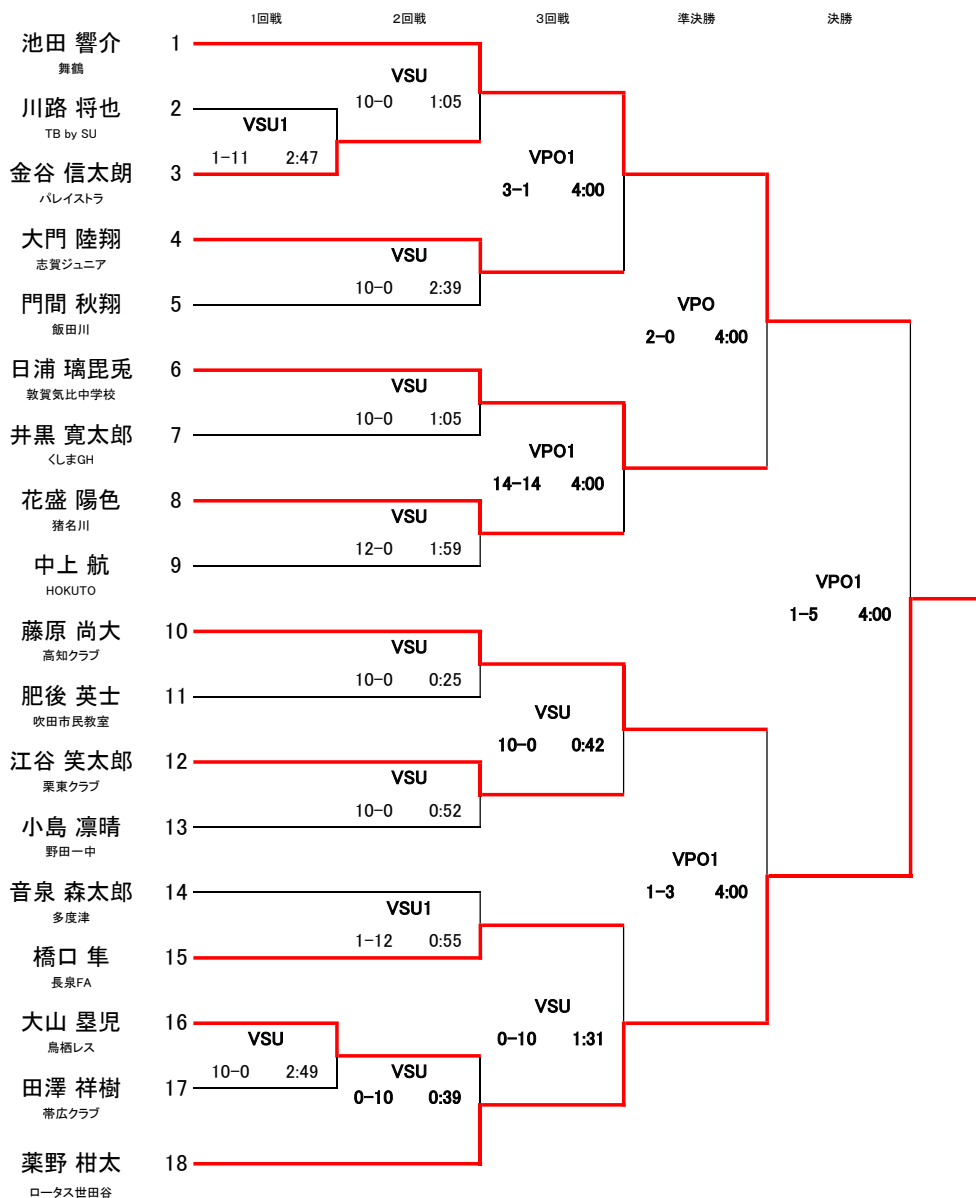 1回戦 2回戦 3回戦 準決勝 決勝
池田 響介 1
舞鶴
VSU
10-0 1:05
川路 将也 2
TB by SU
VSU1
1-11 2:47
金谷 信太朗 3
パレイストラ
VPO1
3-1 4:00
大門 陸翔 4
志賀ジュニア
VSU
10-0 2:39
門間 秋翔 5
飯田川
VPO
2-0 4:00
日浦 璃毘兎 6
敦賀気比中学校
VSU
10-0 1:05
井黒 寛太郎 7
くしまGH
VPO1
14-14 4:00
花盛 陽色 8
猪名川
VSU
12-0 1:59
中上 航 9
HOKUTO
VPO1
1-5 4:00
藤原 尚大 10
高知クラブ
VSU
10-0 0:25
肥後 英士 11
吹田市民教室
VSU
10-0 0:42
江谷 笑太郎 12
栗東クラブ
VSU
10-0 0:52
小島 凛晴 13
野田一中
VPO1
1-3 4:00
音泉 森太郎 14
多度津
VSU1
1-12 0:55
橋口 隼 15
長泉FA
VSU
0-10 1:31
大山 塁児 16
鳥栖レス
VSU
10-0 2:49
田澤 祥樹 17
帯広クラブ
VSU
0-10 0:39
薬野 柑太 18
ロータス世田谷